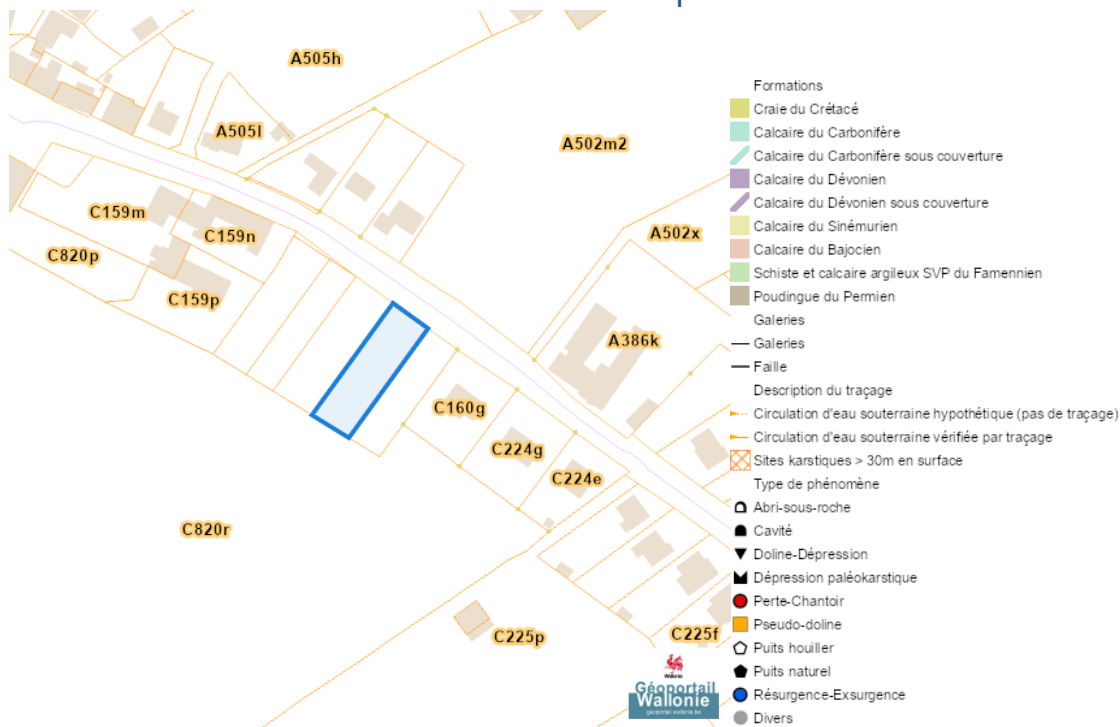 A505h
A505l
A502m2
C159m
C159n
A502x
C820p
C159p
A386k
C160g
C224g
C224e
C820r
C225p
C225f
Wallonie
Géoportail
Wallonie
geoportail.wallonie.be
Formations
Craie du Crétacé
Calcaire du Carbonifère
Calcaire du Carbonifère sous couverture
Calcaire du Dévonien
Calcaire du Dévonien sous couverture
Calcaire du Sinémurien
Calcaire du Bajocien
Schiste et calcaire argileux SVP du Famennien
Poudingue du Permien
Galeries
Galeries
Faille
Description du traçage
Circulation d'eau souterraine hypothétique (pas de traçage)
Circulation d'eau souterraine vérifiée par traçage
Sites karstiques > 30m en surface
Type de phénomène
Abri-sous-roche
Cavité
Doline-Dépression
Dépression paléokarstique
Perte-Chantoir
Pseudo-doline
Puits houiller
Puits naturel
Résurgence-Exsurgence
Divers